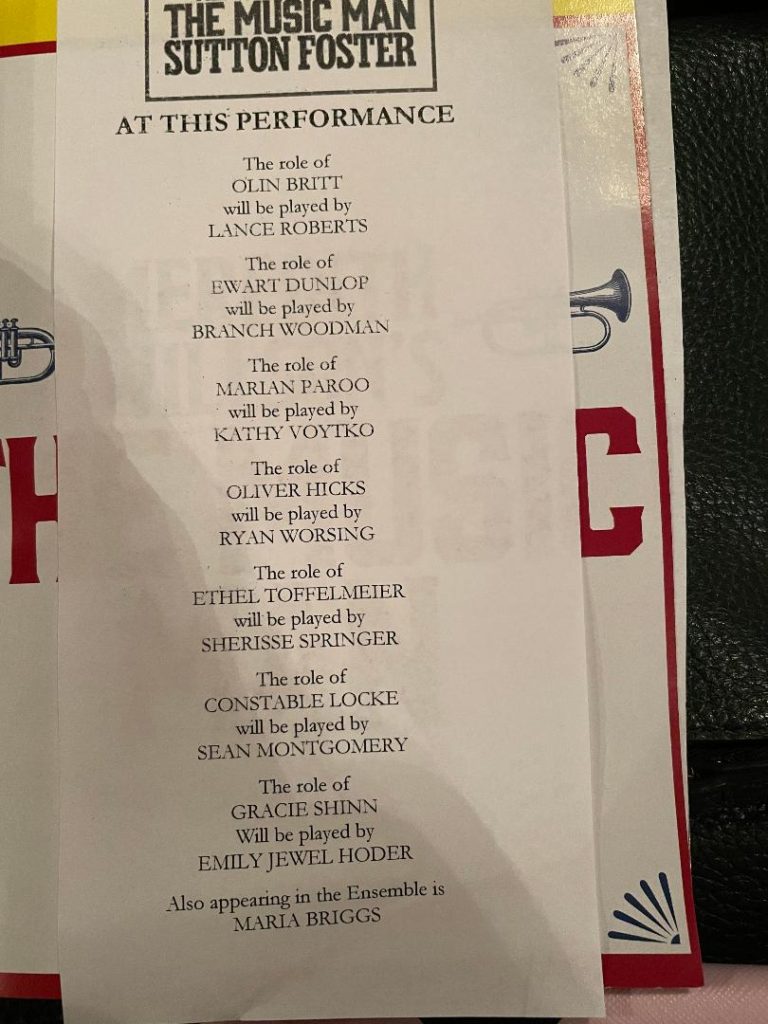 THE MUSIC MAN
SUTTON FOSTER
AT THIS PERFORMANCE
The role of
OLIN BRITT
will be played by
LANCE ROBERTS
The role of
EWART DUNLOP
will be played by
BRANCH WOODMAN
The role of
MARIAN PAROO
will be played by
KATHY VOYTKO
The role of
OLIVER HICKS
will be played by
RYAN WORSING
The role of
ETHEL TOFFELMEIER
will be played by
SHERISSE SPRINGER
The role of
CONSTABLE LOCKE
will be played by
SEAN MONTGOMERY
The role of
GRACIE SHINN
Will be played by
EMILY JEWEL HODER
Also appearing in the Ensemble is
MARIA BRIGGS
TH
IC